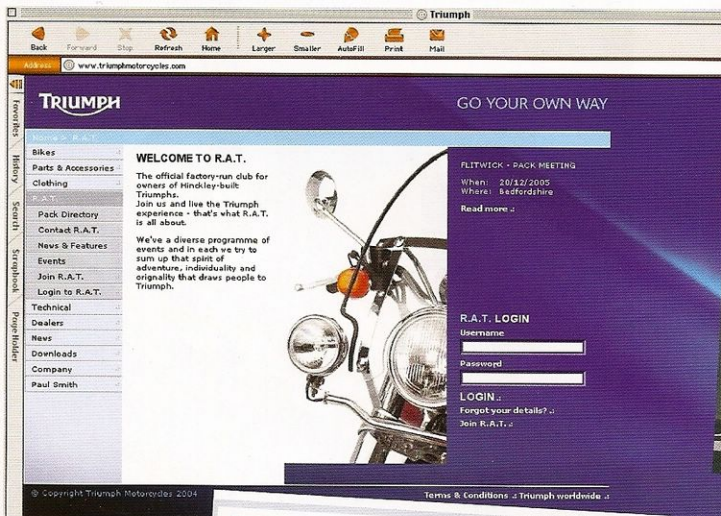 Triumph
Back Forward Stop Refresh Home Larger Smaller AutoFill Print Mail
Address www.triumphmotorcycles.com
Favorites
History
Search
Scrapbook
Page Holder
TRIUMPH
GO YOUR OWN WAY
Home > R.A.T.
Bikes
Parts & Accessories
Clothing
R.A.T.
Pack Directory
Contact R.A.T.
News & Features
Events
Join R.A.T.
Login to R.A.T.
Technical
Dealers
News
Downloads
Company
Paul Smith
WELCOME TO R.A.T.
The official factory-run club for
owners of Hinckley-built
Triumphs.
Join us and live the Triumph
experience - that's what R.A.T.
is all about.
We've a diverse programme of
events and in each we try to
sum up that spirit of
adventure, individuality and
orignality that draws people to
Triumph.
FLITWICK - PACK MEETING
When: 20/12/2005
Where: Bedfordshire
Read more
R.A.T. LOGIN
Username
Password
LOGIN
Forgot your details?
Join R.A.T.
© Copyright Triumph Motorcycles 2004
Terms & Conditions Triumph worldwide